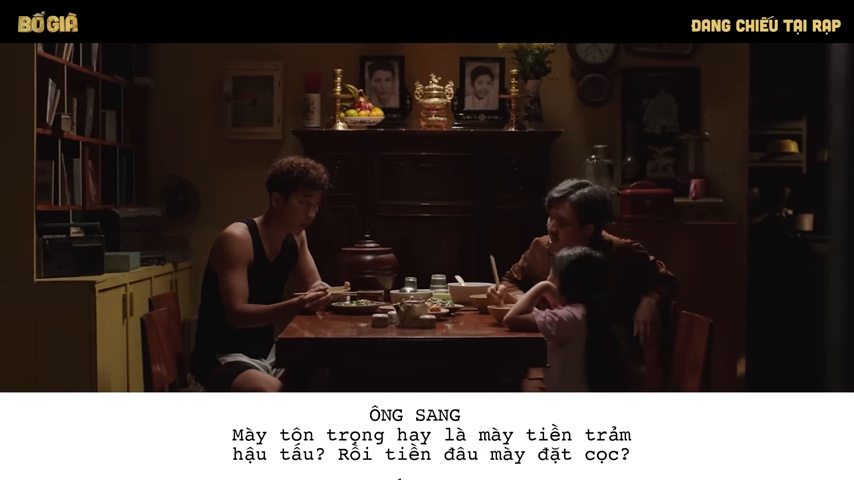 BỐ GIÀ
ĐANG CHIẾU TẠI RẠP
ÔNG SANG
Mày tôn trọng hay là mày tiền trảm
hậu tấu? Rồi tiền đâu mày đặt cọc?